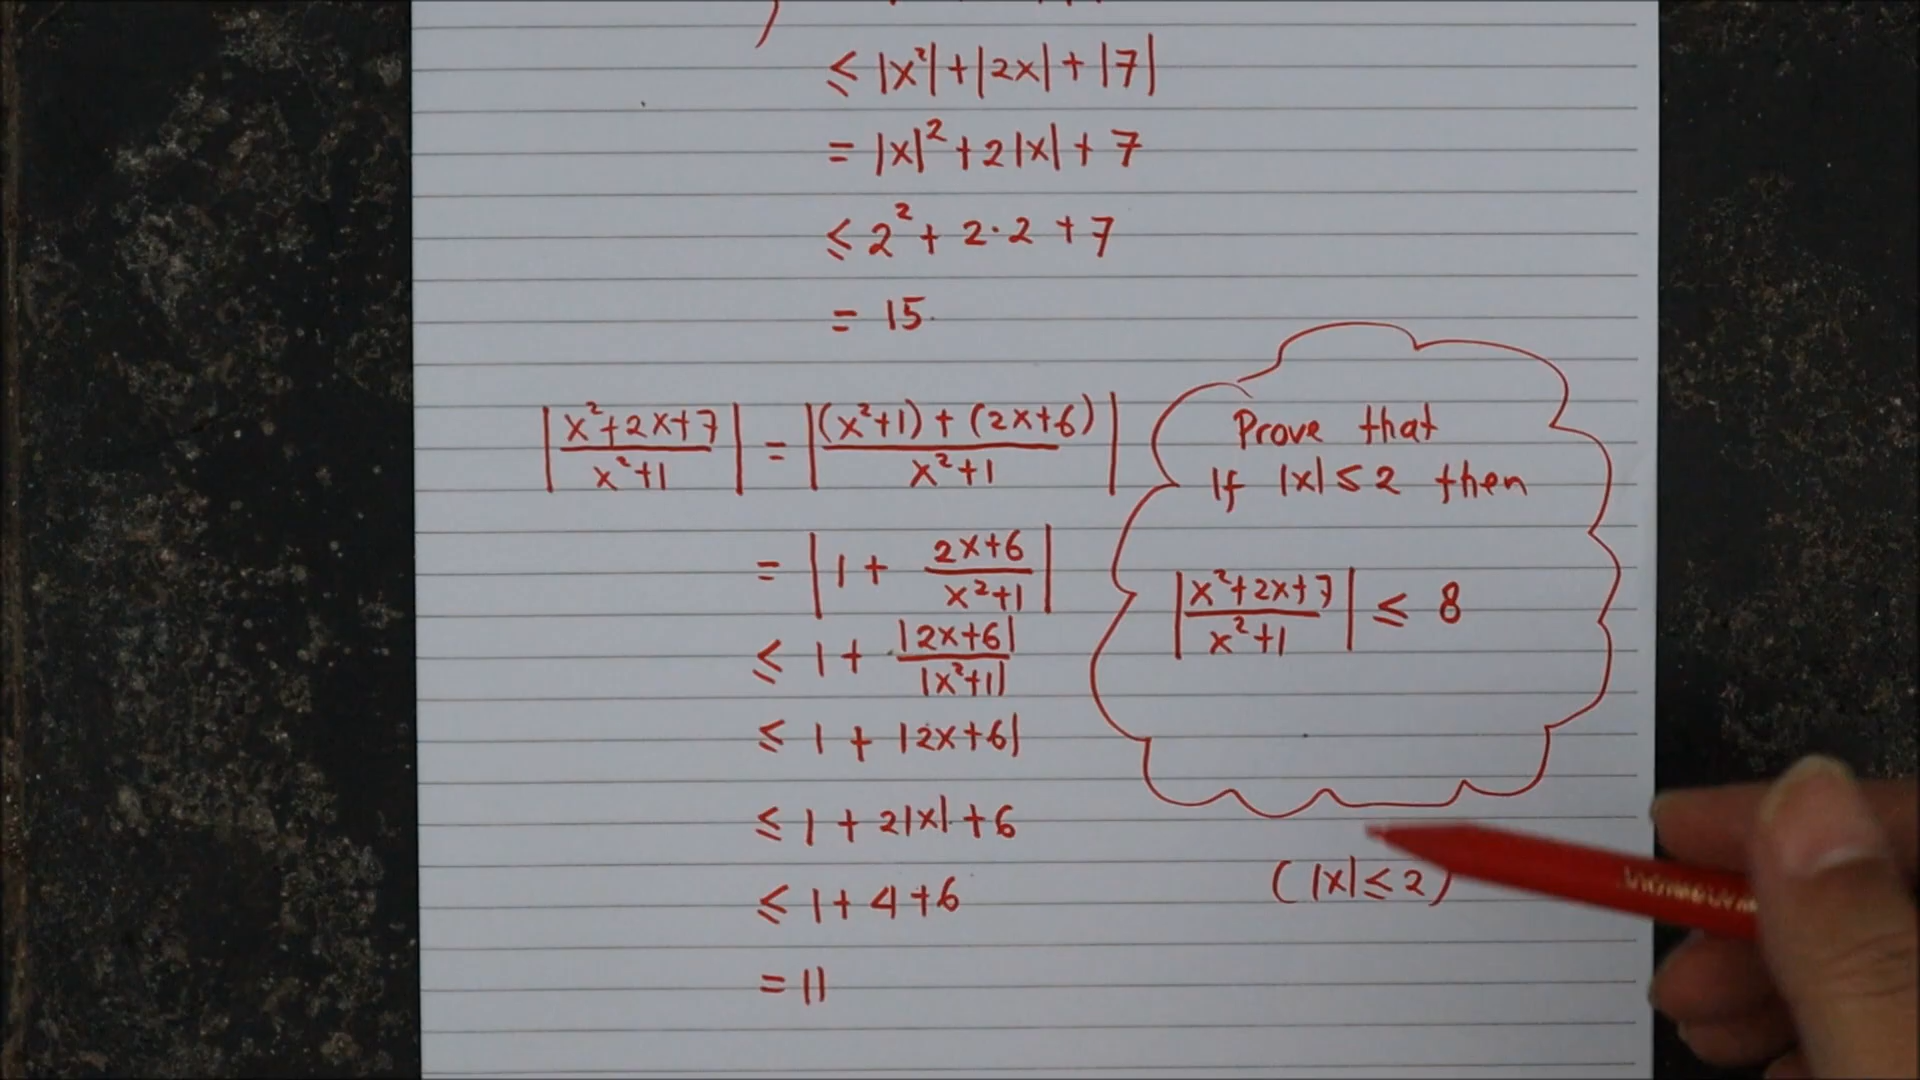 ≤ |x²| + |2x| + |7|
= |x|² + 2|x| + 7
≤ 2² + 2·2 + 7
= 15
|(x²+2x+7)/(x²+1)| = |((x²+1) + (2x+6))/(x²+1)|
= |1 + (2x+6)/(x²+1)|
≤ 1 + |2x+6|/|x²+1|
≤ 1 + |2x+6|
≤ 1 + 2|x| + 6
≤ 1 + 4 + 6
(|x| ≤ 2)
= 11
Prove that
If |x| ≤ 2 then
|(x²+2x+7)/(x²+1)| ≤ 8